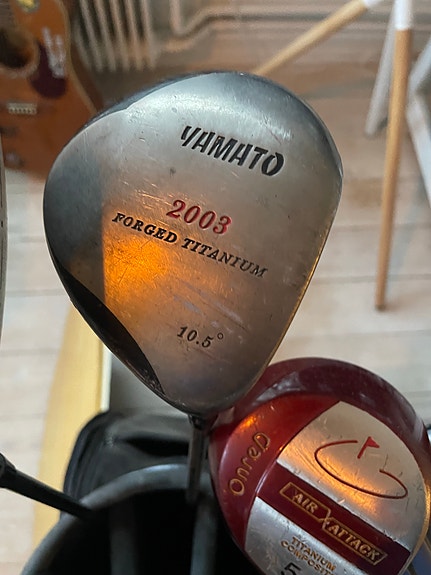 YAMATO
2003
FORGED TITANIUM
10.5°
OnreD
AIR ATTACK
TITANIUM
5